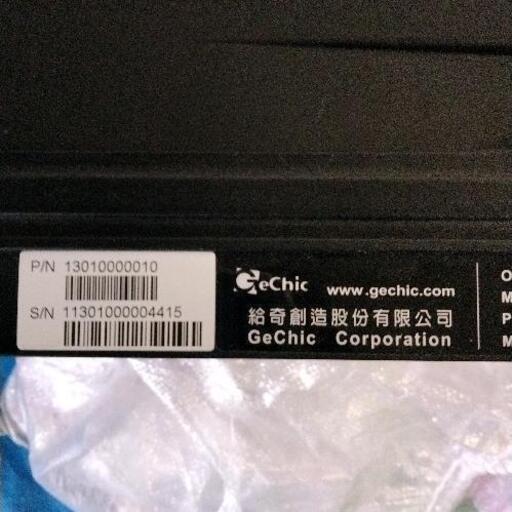 P/N 13010000010
S/N 11301000004415
GeChic www.gechic.com
給奇創造股份有限公司
GeChic Corporation
O
M
P
M